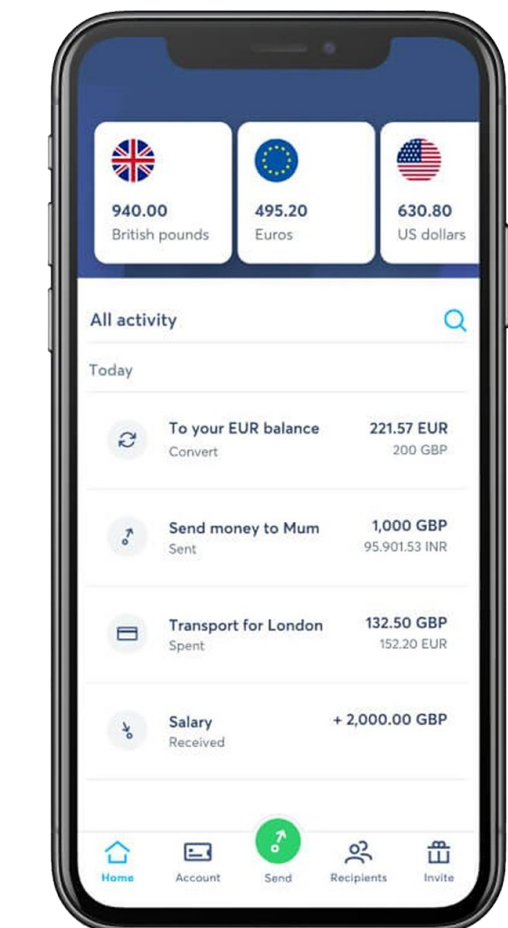 940.00
British pounds
495.20
Euros
630.80
US dollars
All activity
Today
To your EUR balance
221.57 EUR
Convert
200 GBP
Send money to Mum
1,000 GBP
Sent
95.901.53 INR
Transport for London
132.50 GBP
Spent
152.20 EUR
Salary
+ 2,000.00 GBP
Received
Home
Account
Send
Recipients
Invite